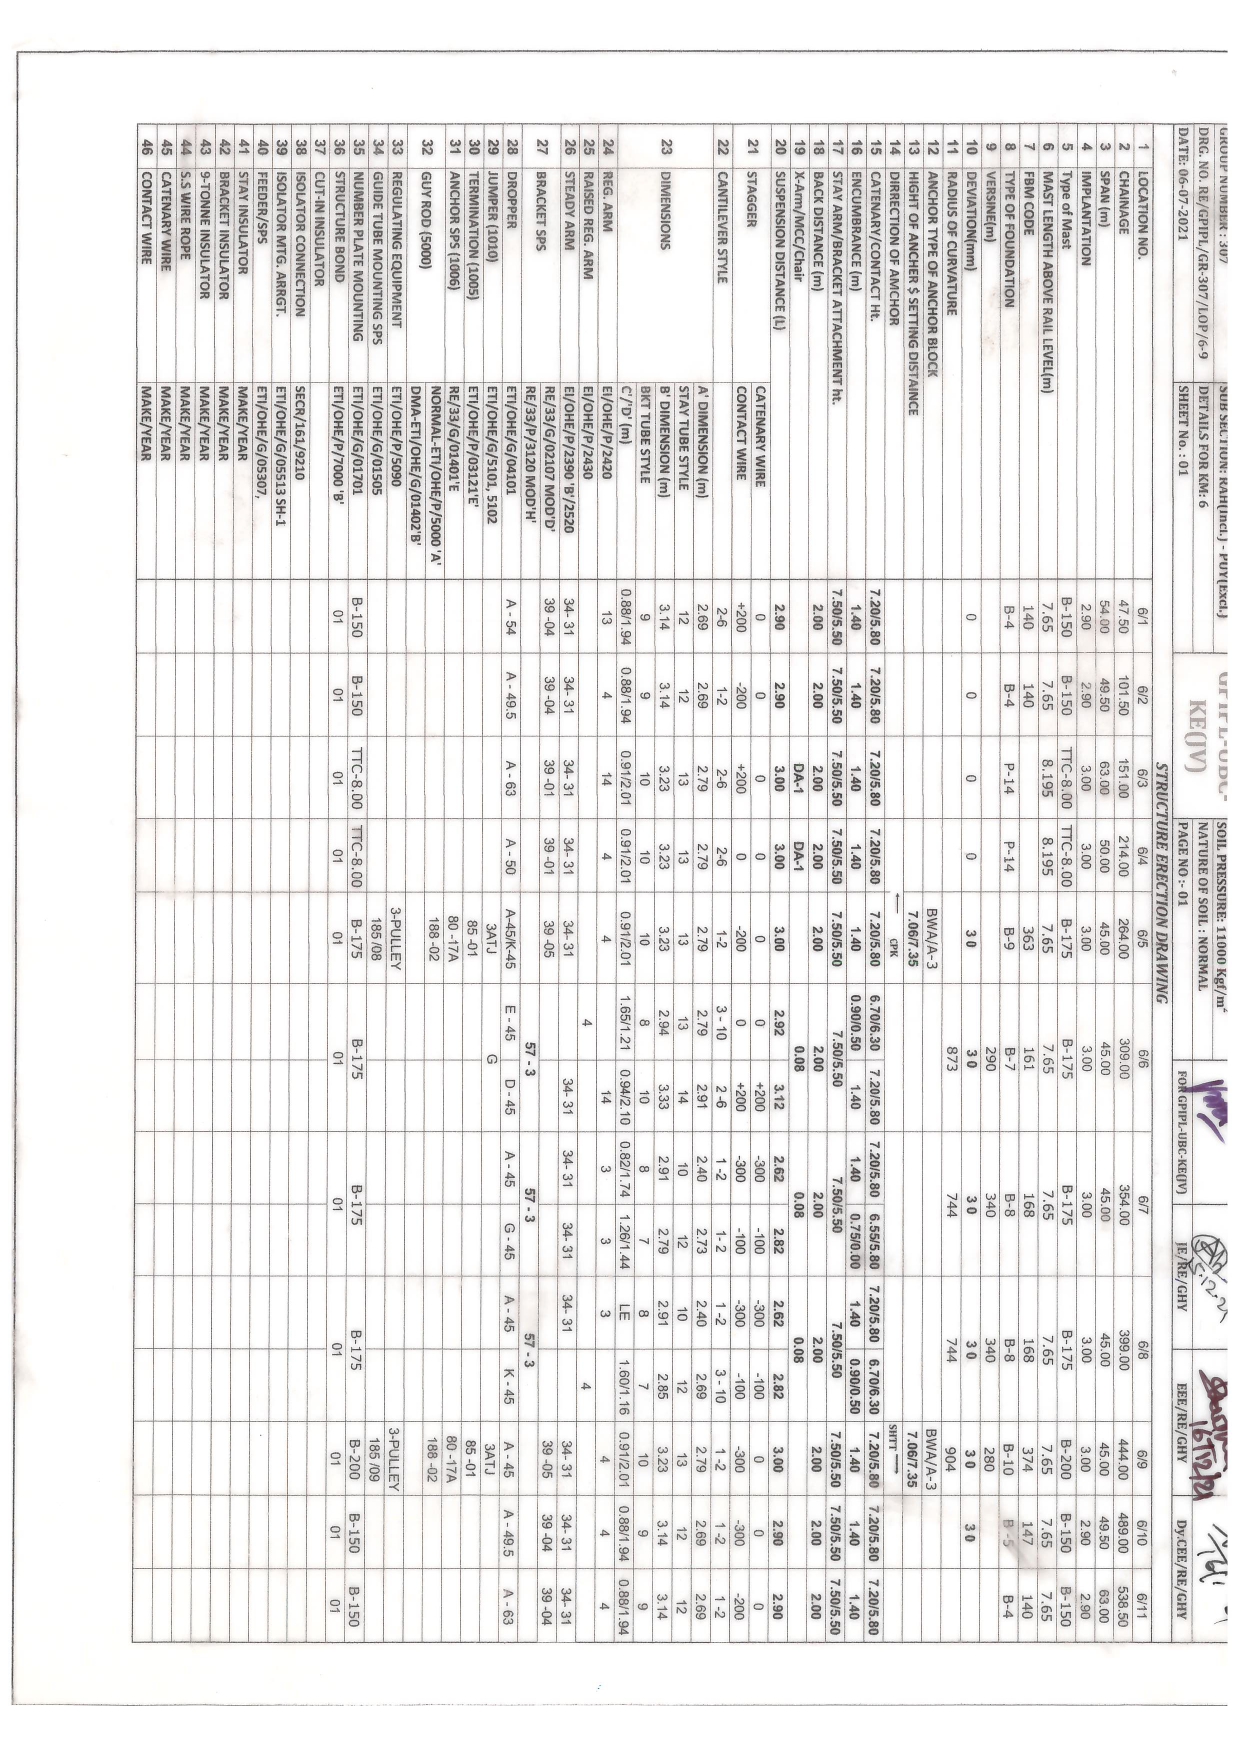 GROUP NUMBER : 307 SUB SECTION: RAH(Incl.) - PUY(Excl.) GPIPL-UBC- SOIL PRESSURE: 11000 Kgf/m²
DRG. NO. RE/GPIPL/GR-307/LOP/6-9 DETAILS FOR KM: 6 KE(JV) NATURE OF SOIL : NORMAL
DATE: 06-07-2021 SHEET No. : 01 PAGE NO :- 01 FOR GPIPL-UBC-KE(JV) JE/RE/GHY EEE/RE/GHY Dy.CEE/RE/GHY
16/12/21
STRUCTURE ERECTION DRAWING
1 LOCATION NO. 6/1 6/2 6/3 6/4 6/5 6/6 6/7 6/8 6/9 6/10 6/11
2 CHAINAGE 47.50 101.50 151.00 214.00 264.00 309.00 354.00 399.00 444.00 489.00 538.50
3 SPAN (m) 54.00 49.50 63.00 50.00 45.00 45.00 45.00 45.00 45.00 49.50 63.00
4 IMPLANTATION 2.90 2.90 3.00 3.00 3.00 3.00 3.00 3.00 3.00 2.90 2.90
5 Type of Mast B-150 B-150 TTC-8.00 TTC-8.00 B-175 B-175 B-175 B-175 B-200 B-150 B-150
6 MAST LENGTH ABOVE RAIL LEVEL(m) 7.65 7.65 8.195 8.195 7.65 7.65 7.65 7.65 7.65 7.65 7.65
7 FBM CODE 140 140 363 161 168 168 374 147 140
8 TYPE OF FOUNDATION B-4 B-4 P-14 P-14 B-9 B-7 B-8 B-8 B-10 B-5 B-4
9 VERSINE(m) 290 340 340 280
10 DEVIATION(mm) 0 0 0 0 30 30 30 30 30 30
11 RADIUS OF CURVATURE 873 744 744 904
12 ANCHOR TYPE OF ANCHOR BLOCK BWA/A-3 BWA/A-3
13 HIGHT OF ANCHER $ SETTING DISTAINCE 7.06/7.35 7.06/7.35
14 DIRECTION OF AMCHOR ← CPK SHTT →
15 CATENARY/CONTACT Ht. 7.20/5.80 7.20/5.80 7.20/5.80 7.20/5.80 7.20/5.80 6.70/6.30 7.20/5.80 7.20/5.80 6.55/5.80 7.20/5.80 6.70/6.30 7.20/5.80 7.20/5.80 7.20/5.80
16 ENCUMBRANCE (m) 1.40 1.40 1.40 1.40 1.40 0.90/0.50 1.40 1.40 0.75/0.00 1.40 0.90/0.50 1.40 1.40 1.40
17 STAY ARM/BRACKET ATTACHMENT ht. 7.50/5.50 7.50/5.50 7.50/5.50 7.50/5.50 7.50/5.50 7.50/5.50 7.50/5.50 7.50/5.50 7.50/5.50 7.50/5.50 7.50/5.50
18 BACK DISTANCE (m) 2.00 2.00 2.00 2.00 2.00 2.00 2.00 2.00 2.00 2.00 2.00
19 X-Arm/MCC/Chair DA-1 DA-1 0.08 0.08 0.08
20 SUSPENSION DISTANCE (L) 2.90 2.90 3.00 3.00 3.00 2.92 3.12 2.62 2.82 2.62 2.82 3.00 2.90 2.90
21 STAGGER CATENARY WIRE 0 0 0 0 0 0 +200 -300 -100 -300 -100 0 0 0
CONTACT WIRE +200 -200 +200 0 -200 0 +200 -300 -100 -300 -100 -300 -300 -200
22 CANTILEVER STYLE 2-6 1-2 2-6 2-6 1-2 3 - 10 2 -6 1 -2 1- 2 1 -2 3 - 10 1 -2 1 -2 1 -2
23 DIMENSIONS A' DIMENSION (m) 2.69 2.69 2.79 2.79 2.79 2.79 2.91 2.40 2.73 2.40 2.69 2.79 2.69 2.69
STAY TUBE STYLE 12 12 13 13 13 13 14 10 12 10 12 13 12 12
B' DIMENSION (m) 3.14 3.14 3.23 3.23 3.23 2.94 3.33 2.91 2.79 2.91 2.85 3.23 3.14 3.14
BKT TUBE STYLE 9 9 10 10 10 8 10 8 7 8 7 10 9 9
C'/'D' (m) 0.88/1.94 0.88/1.94 0.91/2.01 0.91/2.01 0.91/2.01 1.65/1.21 0.94/2.10 0.82/1.74 1.26/1.44 LE 1.60/1.16 0.91/2.01 0.88/1.94 0.88/1.94
24 REG. ARM EI/OHE/P/2420 13 4 14 4 4 14 3 3 3 4 4 4
25 RAISED REG. ARM EI/OHE/P/2430 4 4
26 STEADY ARM EI/OHE/P/2390 'B'/2520 34- 31 34- 31 34- 31 34- 31 34- 31 34- 31 34- 31 34- 31 34- 31 34- 31 34- 31 34- 31
27 BRACKET SPS RE/33/G/02107 MOD'D' 39 -04 39 -04 39 -01 39 -01 39 -05 39 -05 39 -04 39 -04
RE/33/P/3120 MOD'H' 57 - 3 57 - 3 57 - 3
28 DROPPER ETI/OHE/G/04101 A - 54 A - 49.5 A - 63 A - 50 A-45/K-45 E - 45 D - 45 A - 45 G - 45 A - 45 K - 45 A - 45 A - 49.5 A - 63
29 JUMPER (1010) ETI/OHE/G/5101, 5102 3ATJ G 3ATJ
30 TERMINATION (1005) ETI/OHE/P/03121'E' 85 -01 85 -01
31 ANCHOR SPS (1006) RE/33/G/01401'E 80 -17A 80 -17A
32 GUY ROD (5000) NORMAL-ETI/OHE/P/5000 'A' 188 -02 188 -02
DMA-ETI/OHE/G/01402'B'
33 REGULATING EQUIPMENT ETI/OHE/P/5090 3-PULLEY 3-PULLEY
34 GUIDE TUBE MOUNTING SPS ETI/OHE/G/01505 185 /08 185 /09
35 NUMBER PLATE MOUNTING ETI/OHE/G/01701 B-150 B-150 TTC-8.00 TTC-8.00 B-175 B-175 B-175 B-175 B-200 B-150 B-150
36 STRUCTURE BOND ETI/OHE/P/7000 'B' 01 01 01 01 01 01 01 01 01 01 01
37 CUT-IN INSULATOR
38 ISOLATOR CONNECTION SECR/161/9210
39 ISOLATOR MTG. ARRGT. ETI/OHE/G/05513 SH-1
40 FEEDER/SPS ETI/OHE/G/05307,
41 STAY INSULATOR MAKE/YEAR
42 BRACKET INSULATOR MAKE/YEAR
43 9-TONNE INSULATOR MAKE/YEAR
44 S.S WIRE ROPE MAKE/YEAR
45 CATENARY WIRE MAKE/YEAR
46 CONTACT WIRE MAKE/YEAR